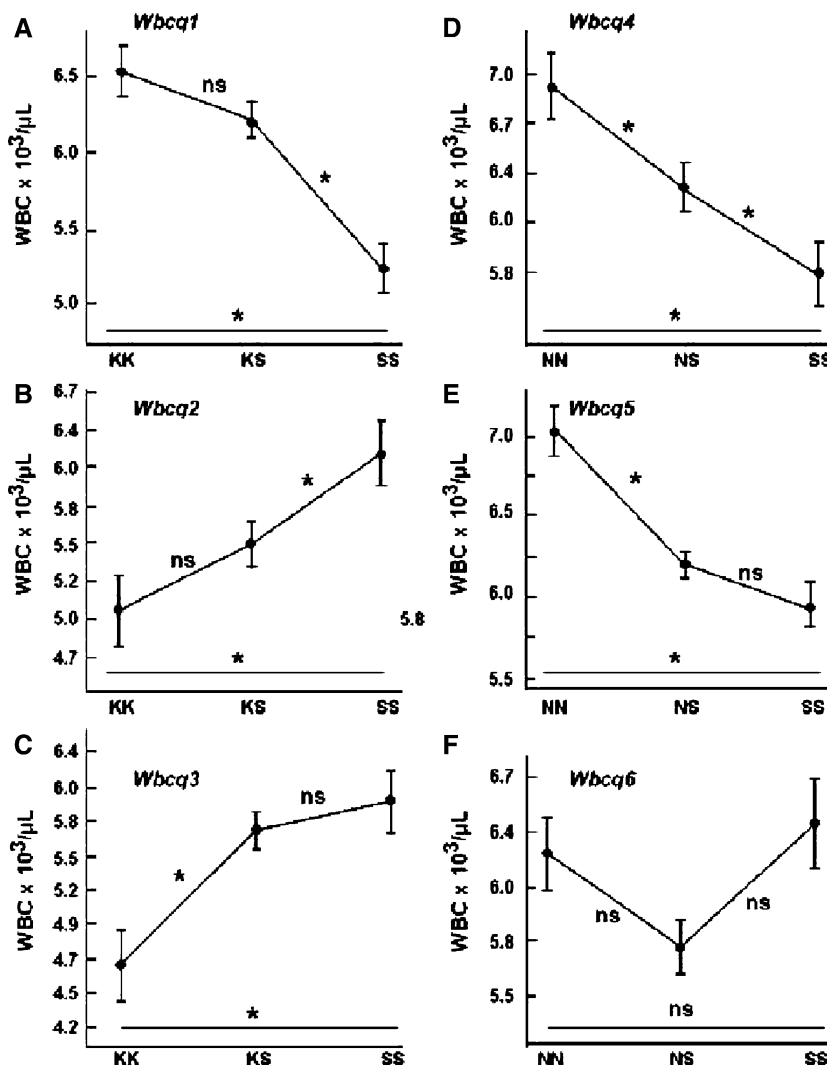 A
Wbcq1
WBC x 10³/µL
6.5
6.0
5.5
5.0
ns
*
*
KK KS SS
B
Wbcq2
WBC x 10³/µL
6.7
6.4
6.0
5.8
5.5
5.2
5.0
4.7
ns
*
*
KK KS SS
C
Wbcq3
WBC x 10³/µL
6.4
6.0
5.8
5.5
5.2
4.9
4.7
4.5
4.2
*
ns
*
KK KS SS
D
Wbcq4
WBC x 10³/µL
7.0
6.7
6.4
6.0
5.8
*
*
*
NN NS SS
E
Wbcq5
WBC x 10³/µL
7.0
6.5
6.0
5.5
5.8
*
ns
*
NN NS SS
F
Wbcq6
WBC x 10³/µL
6.7
6.4
6.0
5.8
5.5
ns
ns
ns
NN NS SS